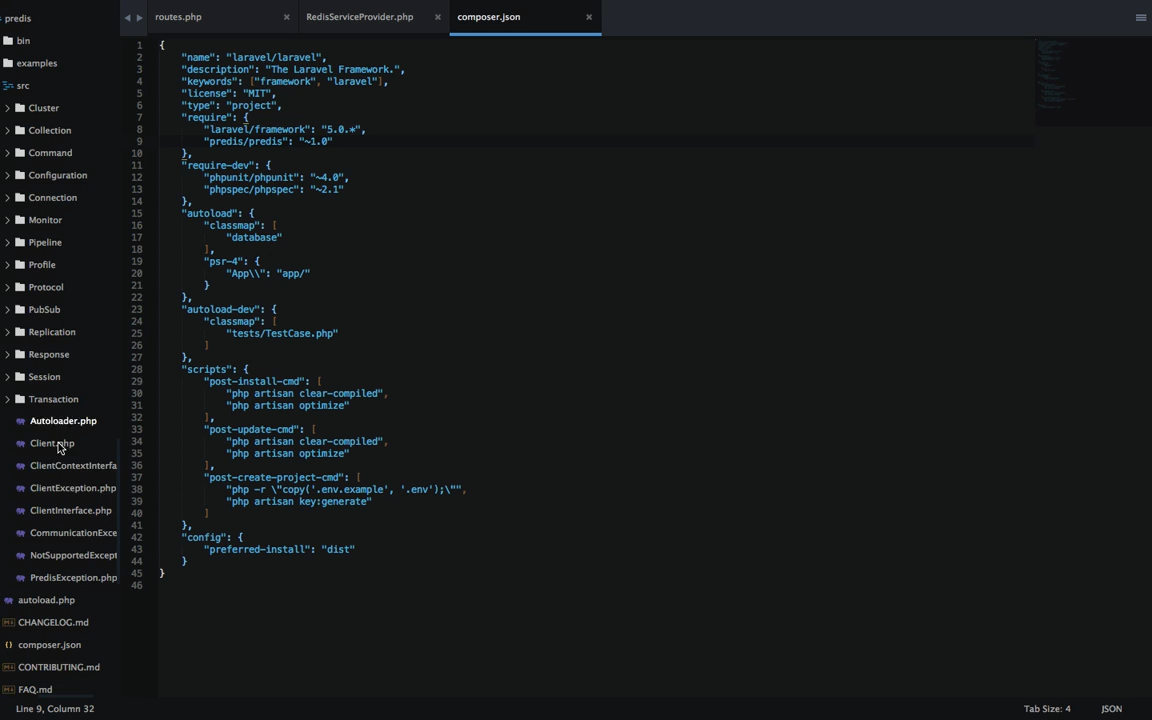 predis
bin
examples
src
Cluster
Collection
Command
Configuration
Connection
Monitor
Pipeline
Profile
Protocol
PubSub
Replication
Response
Session
Transaction
Autoloader.php
Client.php
ClientContextInterfa
ClientException.php
ClientInterface.php
CommunicationExce
NotSupportedExcept
PredisException.php
autoload.php
CHANGELOG.md
composer.json
CONTRIBUTING.md
FAQ.md
routes.php × RedisServiceProvider.php × composer.json ×
1 {
2 "name": "laravel/laravel",
3 "description": "The Laravel Framework.",
4 "keywords": ["framework", "laravel"],
5 "license": "MIT",
6 "type": "project",
7 "require": {
8 "laravel/framework": "5.0.*",
9 "predis/predis": "~1.0"
10 },
11 "require-dev": {
12 "phpunit/phpunit": "~4.0",
13 "phpspec/phpspec": "~2.1"
14 },
15 "autoload": {
16 "classmap": [
17 "database"
18 ],
19 "psr-4": {
20 "App\\": "app/"
21 }
22 },
23 "autoload-dev": {
24 "classmap": [
25 "tests/TestCase.php"
26 ]
27 },
28 "scripts": {
29 "post-install-cmd": [
30 "php artisan clear-compiled",
31 "php artisan optimize"
32 ],
33 "post-update-cmd": [
34 "php artisan clear-compiled",
35 "php artisan optimize"
36 ],
37 "post-create-project-cmd": [
38 "php -r \"copy('.env.example', '.env');\"",
39 "php artisan key:generate"
40 ]
41 },
42 "config": {
43 "preferred-install": "dist"
44 }
45 }
46
Line 9, Column 32 Tab Size: 4 JSON